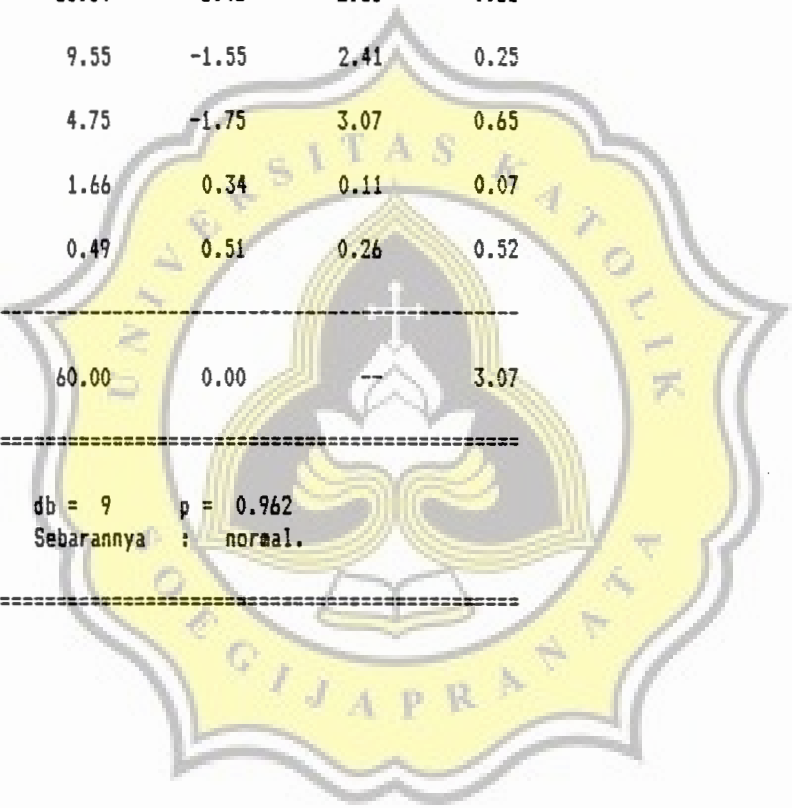 9.55 -1.55 2.41 0.25
4.75 -1.75 3.07 0.65
1.66 0.34 0.11 0.07
0.49 0.51 0.26 0.52
60.00 0.00 -- 3.07
db = 9 p = 0.962
Sebarannya : normal.
UNIVERSITAS KATOLIK
SOEGIJAPRANATA